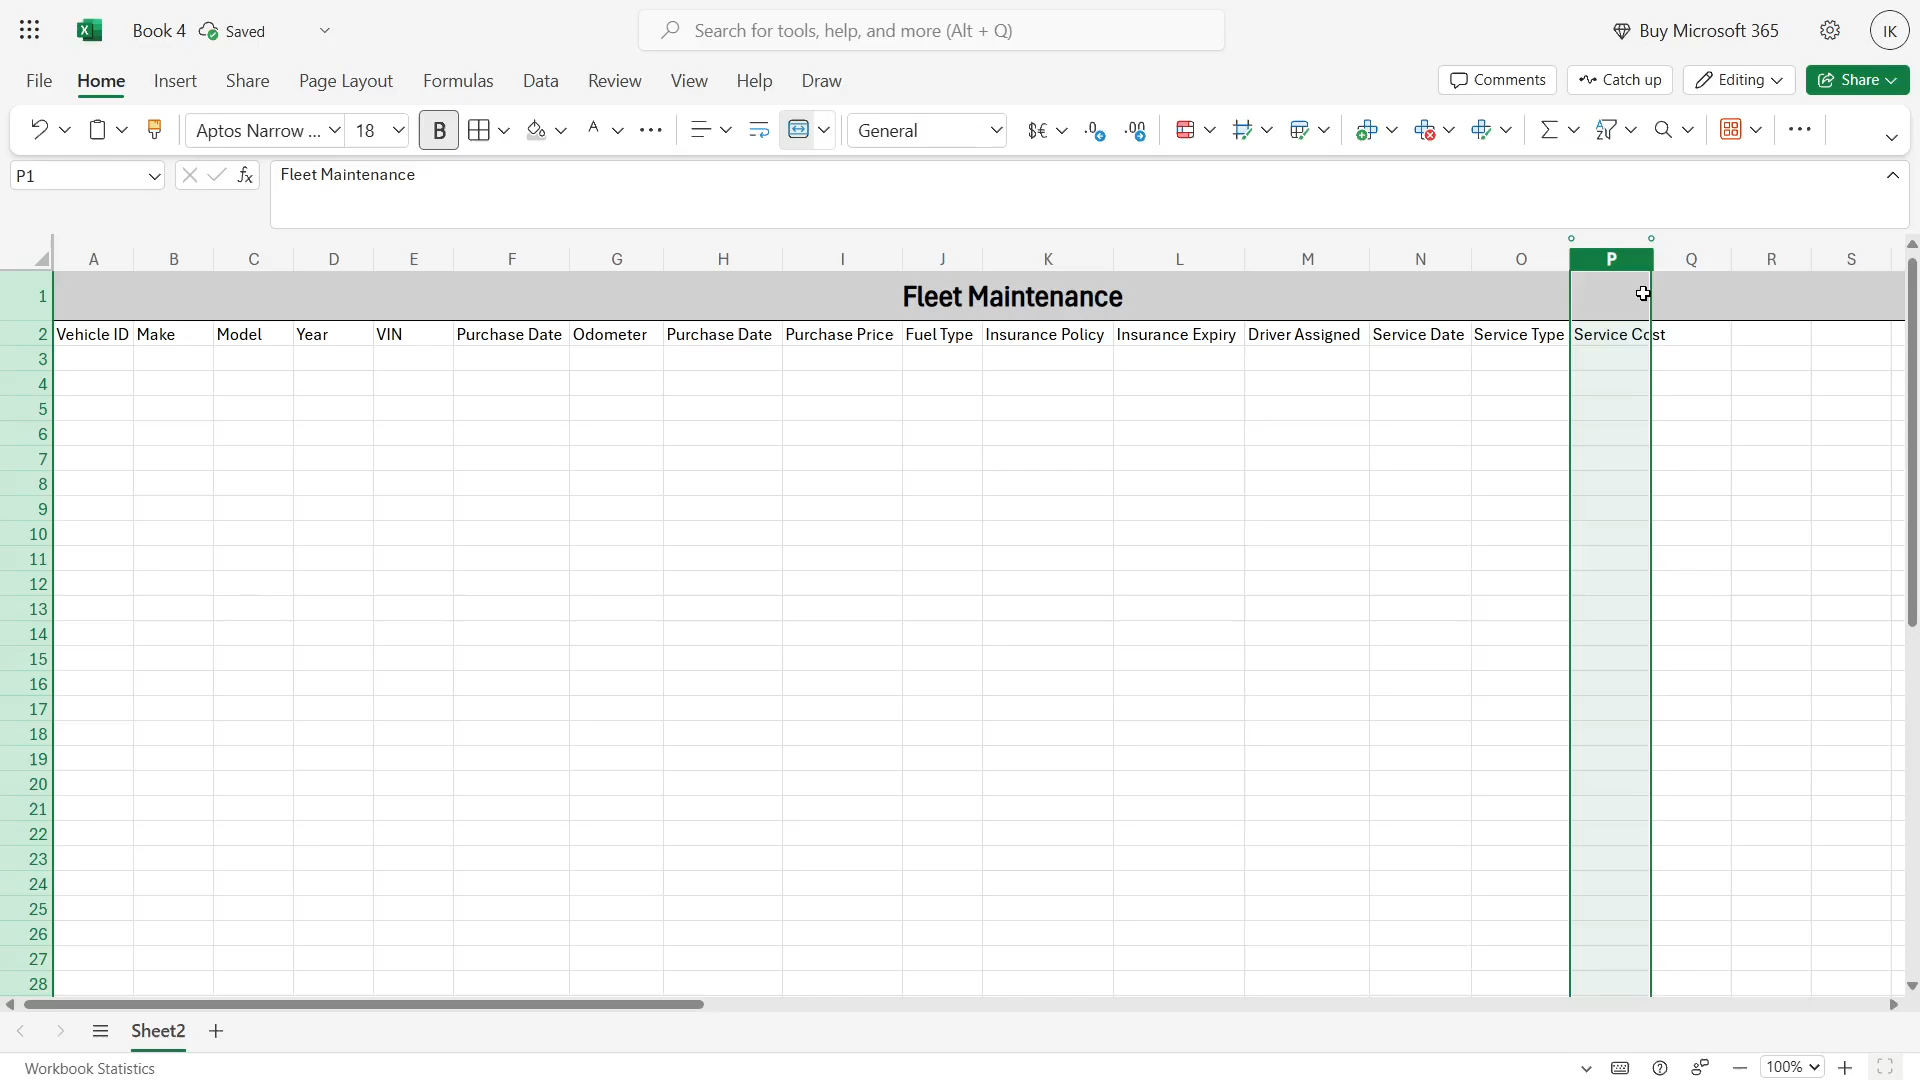 Book 4 Saved
Search for tools, help, and more (Alt + Q)
Buy Microsoft 365
IK
File Home Insert Share Page Layout Formulas Data Review View Help Draw
Comments Catch up Editing Share
Aptos Narrow ... 18 B A General $€ .0 .00
P1 fx Fleet Maintenance
A B C D E F G H I J K L M N O P Q R S
1 Fleet Maintenance
2 Vehicle ID Make Model Year VIN Purchase Date Odometer Purchase Date Purchase Price Fuel Type Insurance Policy Insurance Expiry Driver Assigned Service Date Service Type Service Cost
3
4
5
6
7
8
9
10
11
12
13
14
15
16
17
18
19
20
21
22
23
24
25
26
27
28
Sheet2
Workbook Statistics
100%